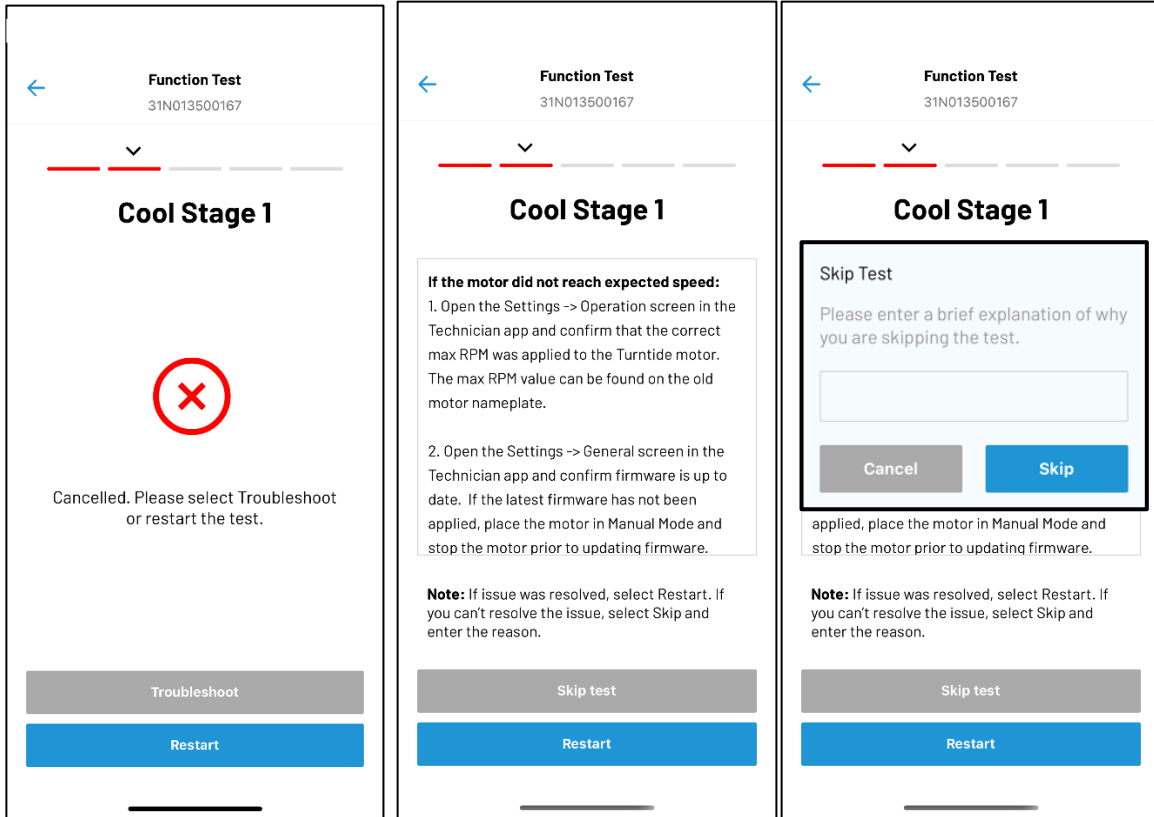 Function Test
31N013500167
Cool Stage 1
Cancelled. Please select Troubleshoot
or restart the test.
Troubleshoot
Restart
Function Test
31N013500167
Cool Stage 1
If the motor did not reach expected speed:
1. Open the Settings -> Operation screen in the
Technician app and confirm that the correct
max RPM was applied to the Turntide motor.
The max RPM value can be found on the old
motor nameplate.
2. Open the Settings -> General screen in the
Technician app and confirm firmware is up to
date.  If the latest firmware has not been
applied, place the motor in Manual Mode and
stop the motor prior to updating firmware.
Note: If issue was resolved, select Restart. If
you can't resolve the issue, select Skip and
enter the reason.
Skip test
Restart
Function Test
31N013500167
Cool Stage 1
Skip Test
Please enter a brief explanation of why
you are skipping the test.
Cancel
Skip
applied, place the motor in Manual Mode and
stop the motor prior to updating firmware.
Note: If issue was resolved, select Restart. If
you can't resolve the issue, select Skip and
enter the reason.
Skip test
Restart